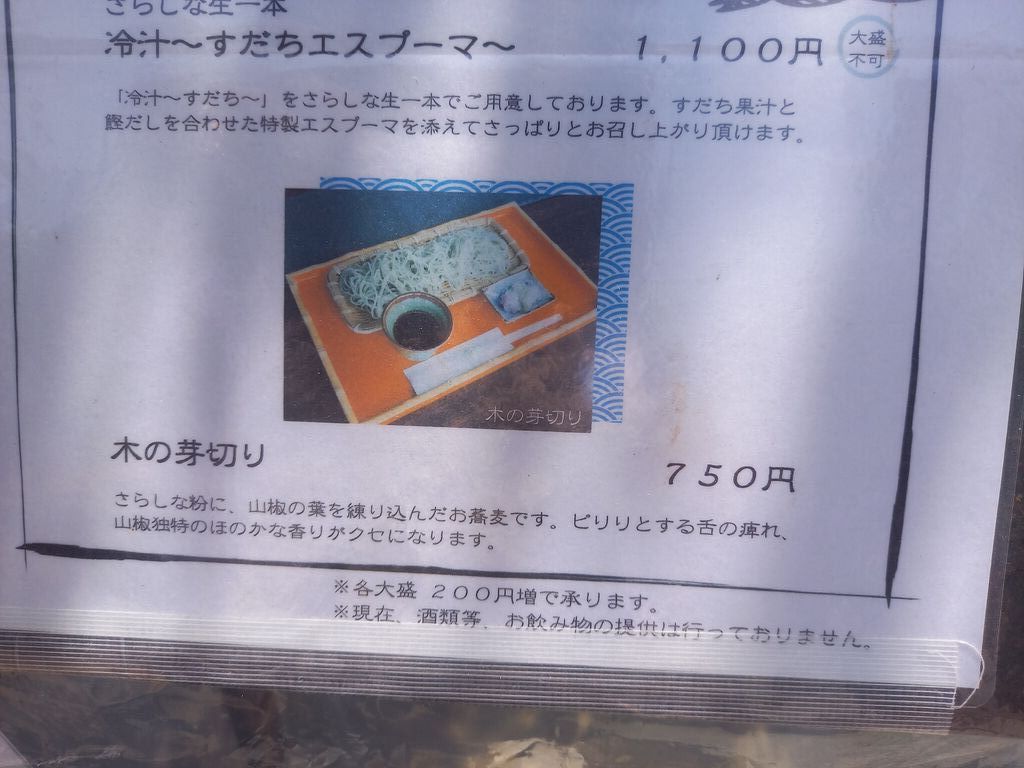 さらしな生一本
冷汁～すだちエスプーマ～ 1,100円 大盛
不可
「冷汁～すだち～」をさらしな生一本でご用意しております。すだち果汁と
鰹だしを合わせた特製エスプーマを添えてさっぱりとお召し上がり頂けます。
木の芽切り
木の芽切り 750円
さらしな粉に、山椒の葉を練り込んだお蕎麦です。ピリリとする舌の痺れ、
山椒独特のほのかな香りがクセになります。
※各大盛 200円増で承ります。
※現在、酒類等、お飲み物の提供は行っておりません。